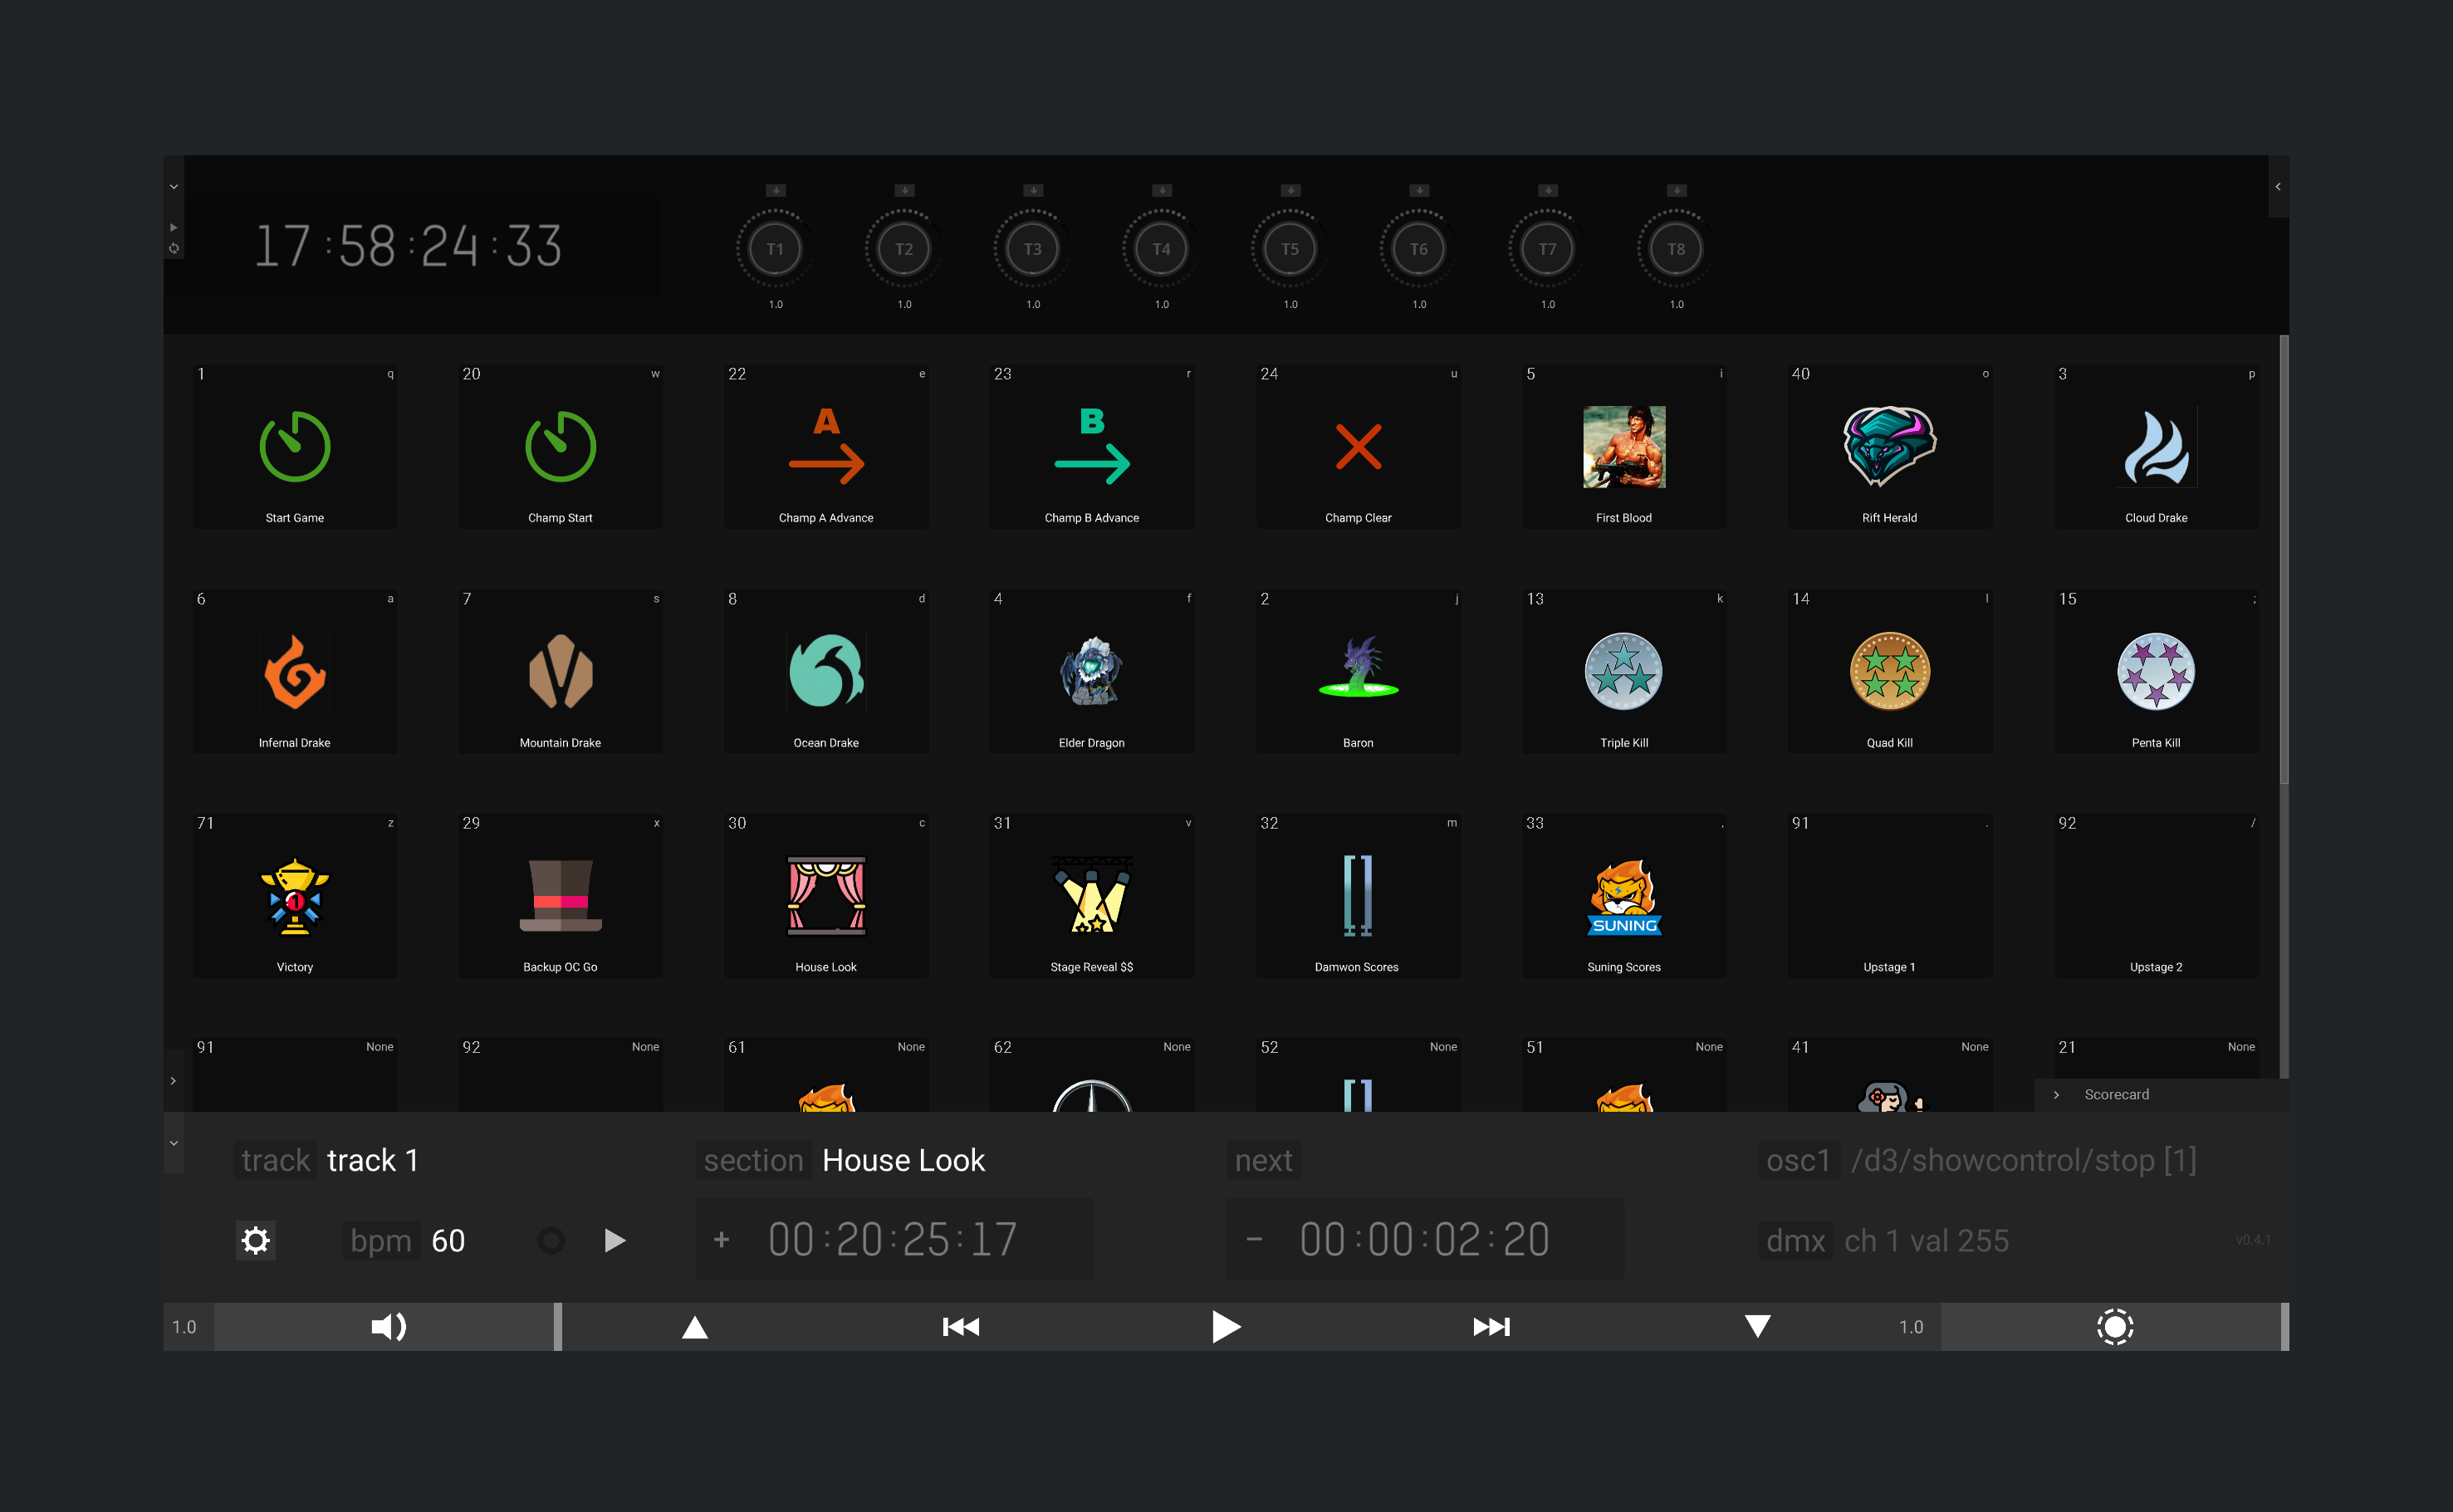 17:58:24:33
T1 T2 T3 T4 T5 T6 T7 T8
1.0 1.0 1.0 1.0 1.0 1.0 1.0 1.0
1 q 20 w 22 e 23 r 24 u 5 i 40 o 3 p
A B
Start Game Champ Start Champ A Advance Champ B Advance Champ Clear First Blood Rift Herald Cloud Drake
6 a 7 s 8 d 4 f 2 j 13 k 14 l 15 ;
Infernal Drake Mountain Drake Ocean Drake Elder Dragon Baron Triple Kill Quad Kill Penta Kill
71 z 29 x 30 c 31 v 32 m 33 , 91 . 92 /
1
SUNING
Victory Backup OC Go House Look Stage Reveal $$ Damwon Scores Suning Scores Upstage 1 Upstage 2
91 None 92 None 61 None 62 None 52 None 51 None 41 None 21 None
Scorecard
track track 1 section House Look next osc1 /d3/showcontrol/stop [1]
bpm 60 + 00:20:25:17 - 00:00:02:20 dmx ch 1 val 255 v0.4.1
1.0 1.0